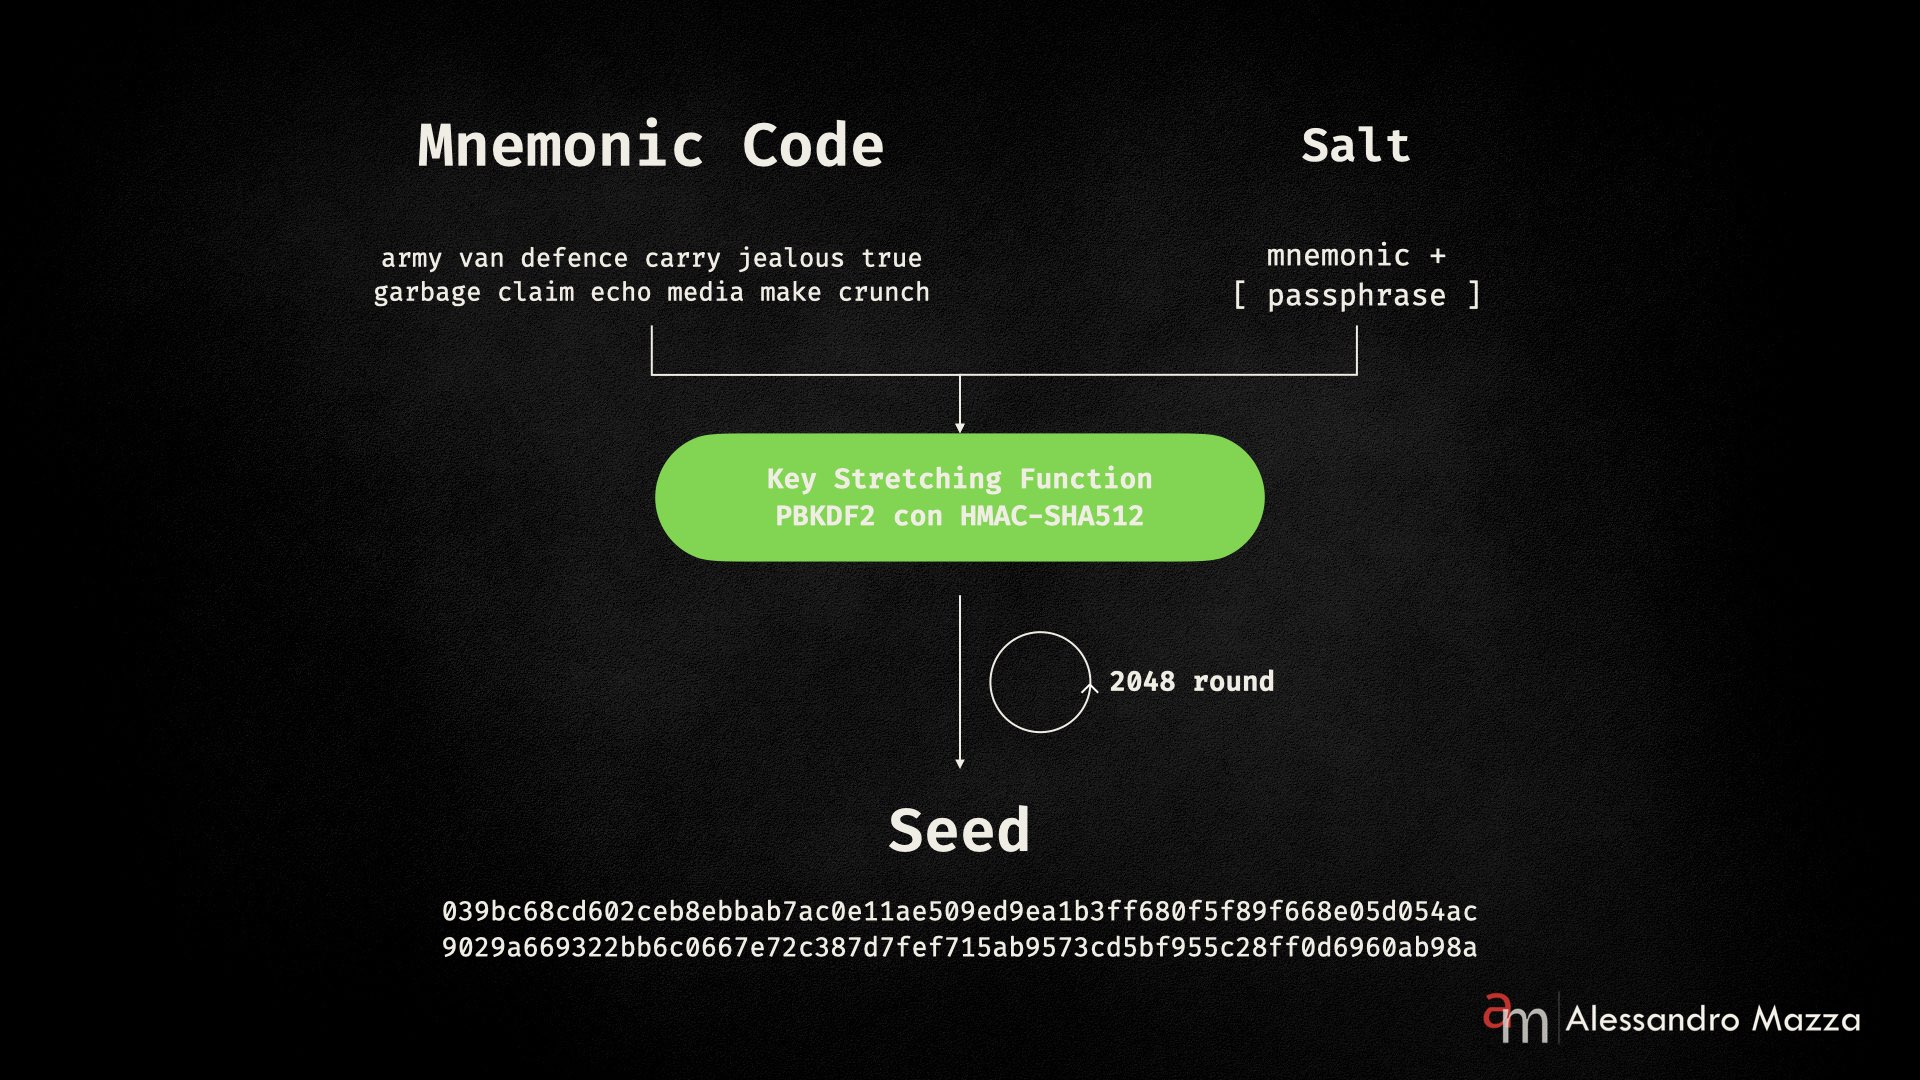 Mnemonic Code
Salt
army van defence carry jealous true
garbage claim echo media make crunch
mnemonic +
[ passphrase ]
Key Stretching Function
PBKDF2 con HMAC-SHA512
2048 round
Seed
039bc68cd602ceb8ebbab7ac0e11ae509ed9ea1b3ff680f5f89f668e05d054ac
9029a669322bb6c0667e72c387d7fef715ab9573cd5bf955c28ff0d6960ab98a
am Alessandro Mazza